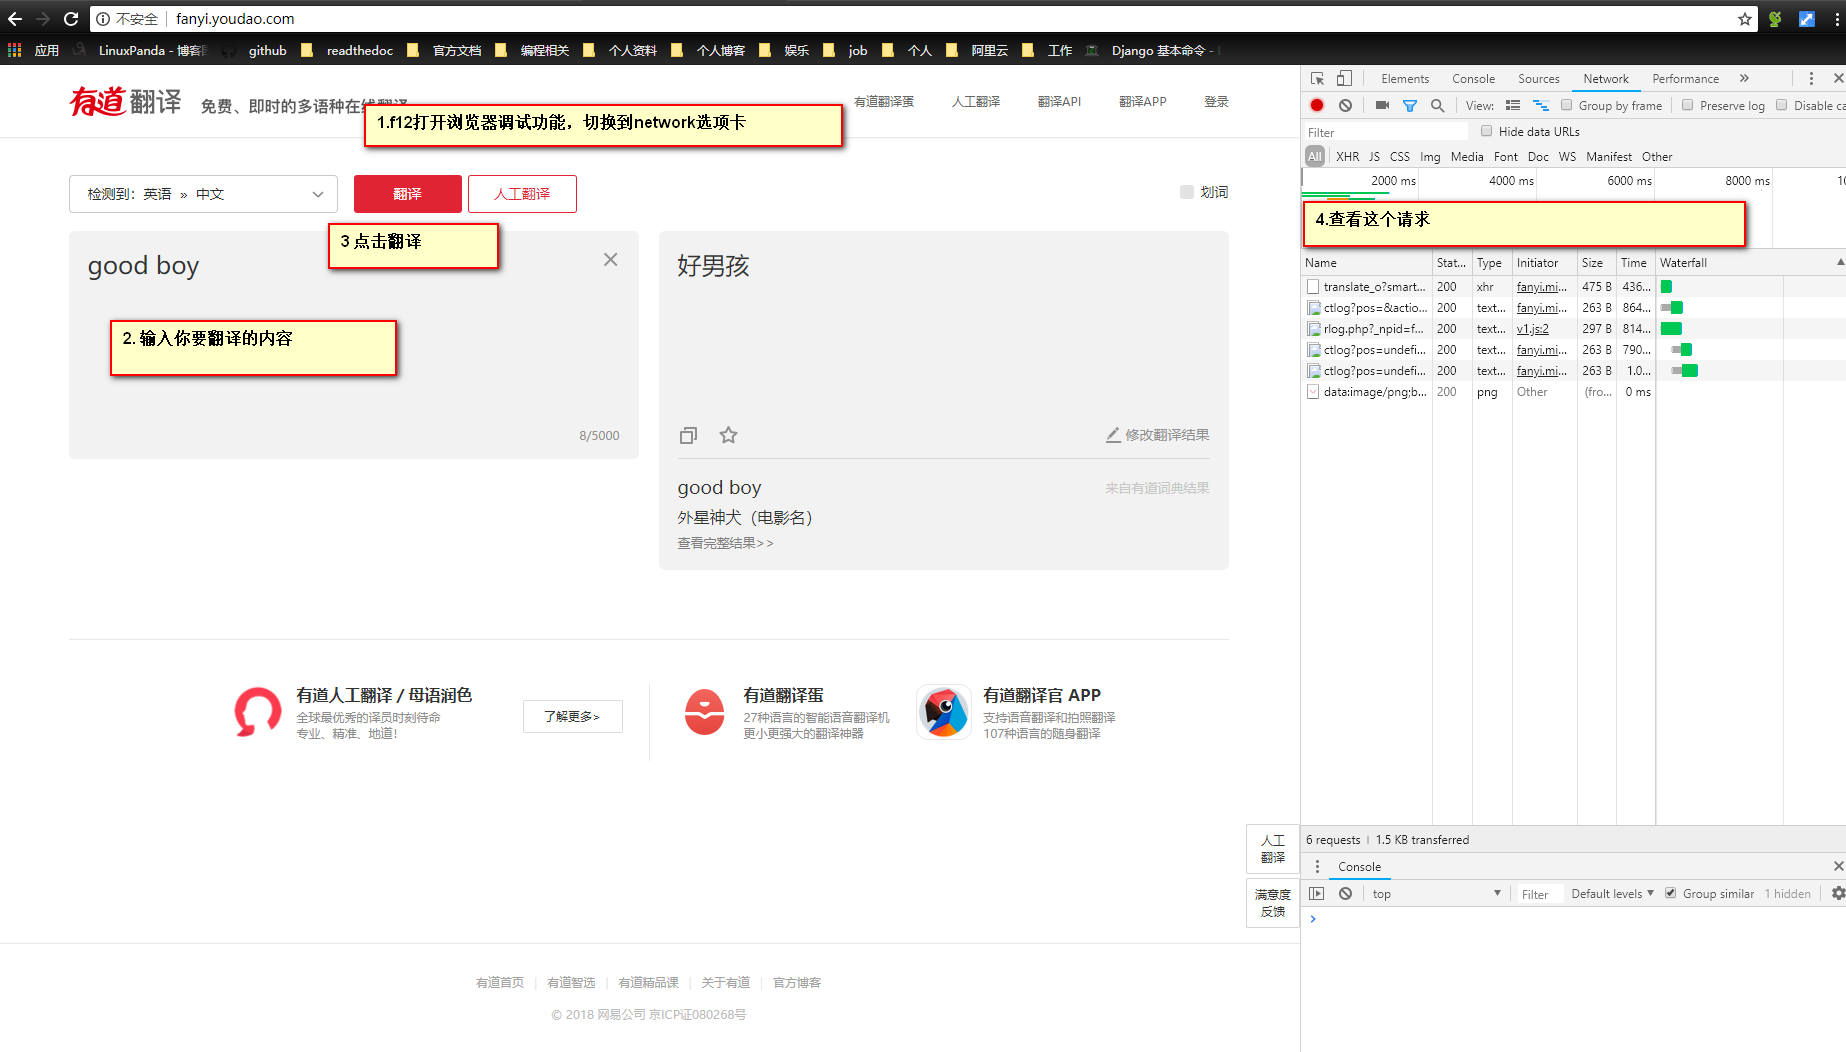 不安全 fanyi.youdao.com
应用 LinuxPanda - 博客 github readthedoc 官方文档 编程相关 个人资料 个人博客 娱乐 job 个人 阿里云 工作 Django 基本命令 -
有道翻译 免费、即时的多语种在线翻译
有道翻译蛋 人工翻译 翻译API 翻译APP 登录
1.f12打开浏览器调试功能，切换到network选项卡
检测到：英语 » 中文
翻译 人工翻译
划词
3 点击翻译
good boy
2. 输入你要翻译的内容
8/5000
好男孩
修改翻译结果
good boy 来自有道词典结果
外星神犬（电影名）
查看完整结果>>
有道人工翻译 / 母语润色
全球最优秀的译员时刻待命
专业、精准、地道！
了解更多>
有道翻译蛋
27种语言的智能语音翻译机
更小更强大的翻译神器
有道翻译官 APP
支持语音翻译和拍照翻译
107种语言的随身翻译
人工
翻译
满意度
反馈
有道首页 | 有道智选 | 有道精品课 | 关于有道 | 官方博客
© 2018 网易公司 京ICP证080268号
Elements Console Sources Network Performance »
View: Group by frame Preserve log Disable ca
Filter Hide data URLs
All XHR JS CSS Img Media Font Doc WS Manifest Other
2000 ms 4000 ms 6000 ms 8000 ms 10
4.查看这个请求
Name Stat... Type Initiator Size Time Waterfall
translate_o?smart... 200 xhr fanyi.mi... 475 B 436...
ctlog?pos=&actio... 200 text... fanyi.mi... 263 B 864...
rlog.php?_npid=f... 200 text... v1.js:2 297 B 814...
ctlog?pos=undefi... 200 text... fanyi.mi... 263 B 790...
ctlog?pos=undefi... 200 text... fanyi.mi... 263 B 1.0...
data:image/png;b... 200 png Other (fro... 0 ms
6 requests | 1.5 KB transferred
Console
top Filter Default levels Group similar 1 hidden